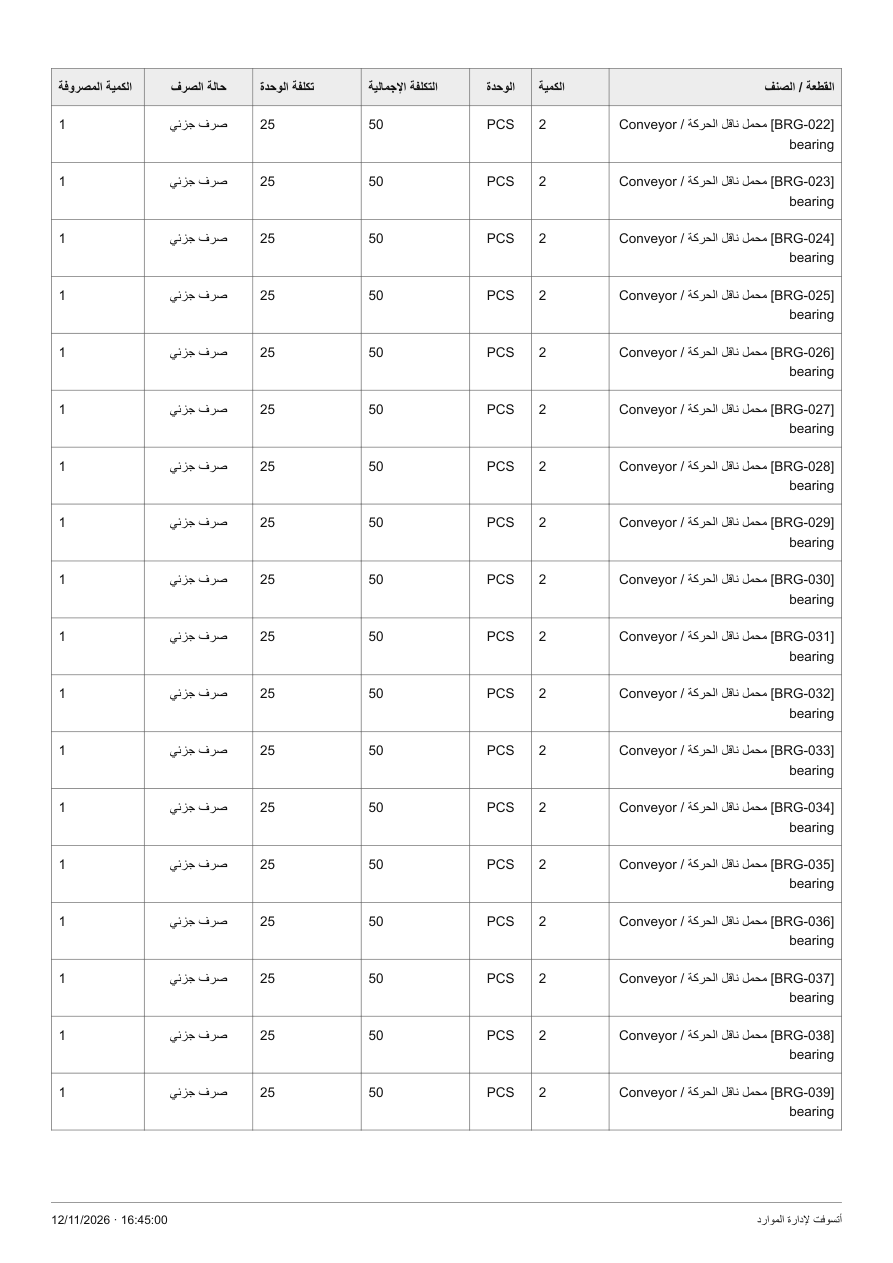 القطعة / الصنف الكمية الوحدة التكلفة الإجمالية تكلفة الوحدة حالة الصرف الكمية المصروفة
[BRG-022] محمل ناقل الحركة / Conveyor 2 PCS 50 25 صرف جزئي 1
bearing
[BRG-023] محمل ناقل الحركة / Conveyor 2 PCS 50 25 صرف جزئي 1
bearing
[BRG-024] محمل ناقل الحركة / Conveyor 2 PCS 50 25 صرف جزئي 1
bearing
[BRG-025] محمل ناقل الحركة / Conveyor 2 PCS 50 25 صرف جزئي 1
bearing
[BRG-026] محمل ناقل الحركة / Conveyor 2 PCS 50 25 صرف جزئي 1
bearing
[BRG-027] محمل ناقل الحركة / Conveyor 2 PCS 50 25 صرف جزئي 1
bearing
[BRG-028] محمل ناقل الحركة / Conveyor 2 PCS 50 25 صرف جزئي 1
bearing
[BRG-029] محمل ناقل الحركة / Conveyor 2 PCS 50 25 صرف جزئي 1
bearing
[BRG-030] محمل ناقل الحركة / Conveyor 2 PCS 50 25 صرف جزئي 1
bearing
[BRG-031] محمل ناقل الحركة / Conveyor 2 PCS 50 25 صرف جزئي 1
bearing
[BRG-032] محمل ناقل الحركة / Conveyor 2 PCS 50 25 صرف جزئي 1
bearing
[BRG-033] محمل ناقل الحركة / Conveyor 2 PCS 50 25 صرف جزئي 1
bearing
[BRG-034] محمل ناقل الحركة / Conveyor 2 PCS 50 25 صرف جزئي 1
bearing
[BRG-035] محمل ناقل الحركة / Conveyor 2 PCS 50 25 صرف جزئي 1
bearing
[BRG-036] محمل ناقل الحركة / Conveyor 2 PCS 50 25 صرف جزئي 1
bearing
[BRG-037] محمل ناقل الحركة / Conveyor 2 PCS 50 25 صرف جزئي 1
bearing
[BRG-038] محمل ناقل الحركة / Conveyor 2 PCS 50 25 صرف جزئي 1
bearing
[BRG-039] محمل ناقل الحركة / Conveyor 2 PCS 50 25 صرف جزئي 1
bearing
أتسوفت لإدارة الموارد 12/11/2026 · 16:45:00